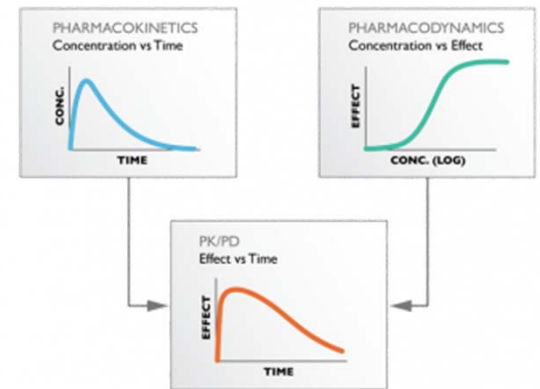 PHARMACOKINETICS
Concentration vs Time
CONC.
TIME
PHARMACODYNAMICS
Concentration vs Effect
EFFECT
CONC. (LOG)
PK/PD
Effect vs Time
EFFECT
TIME